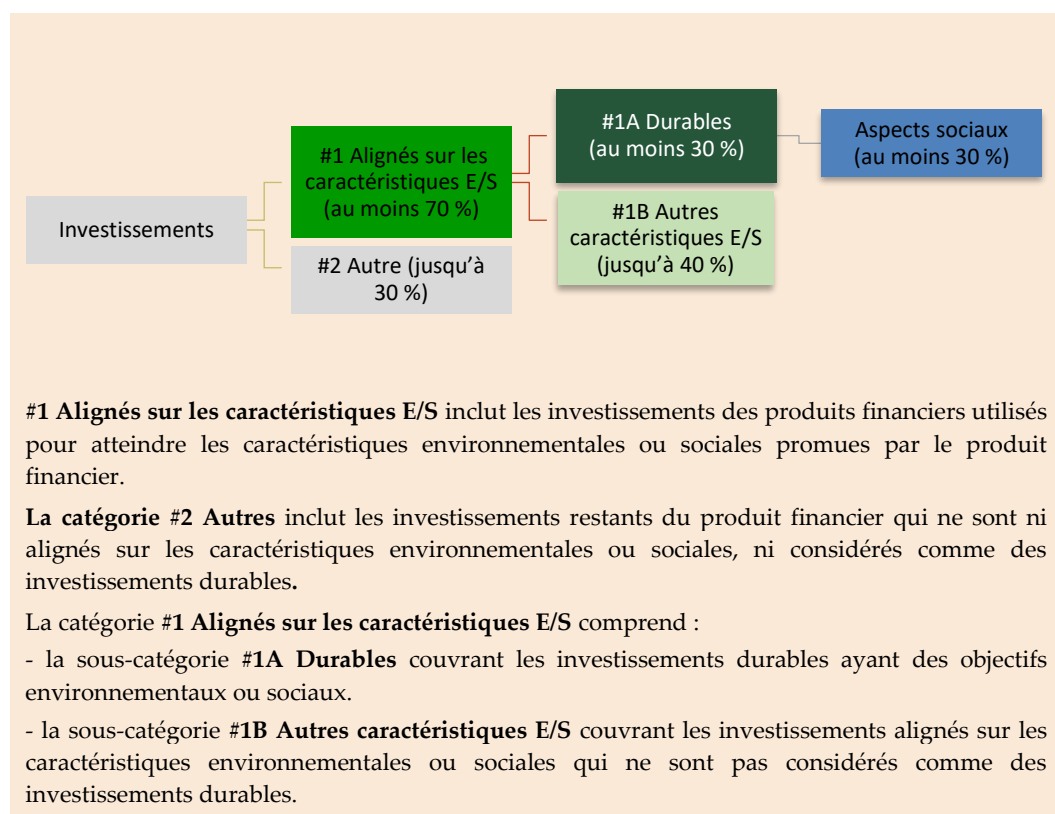 Investissements
#1 Alignés sur les
caractéristiques E/S
(au moins 70 %)
#2 Autre (jusqu’à
30 %)
#1A Durables
(au moins 30 %)
#1B Autres
caractéristiques E/S
(jusqu’à 40 %)
Aspects sociaux
(au moins 30 %)
#1 Alignés sur les caractéristiques E/S inclut les investissements des produits financiers utilisés
pour atteindre les caractéristiques environnementales ou sociales promues par le produit
financier.
La catégorie #2 Autres inclut les investissements restants du produit financier qui ne sont ni
alignés sur les caractéristiques environnementales ou sociales, ni considérés comme des
investissements durables.
La catégorie #1 Alignés sur les caractéristiques E/S comprend :
- la sous-catégorie #1A Durables couvrant les investissements durables ayant des objectifs
environnementaux ou sociaux.
- la sous-catégorie #1B Autres caractéristiques E/S couvrant les investissements alignés sur les
caractéristiques environnementales ou sociales qui ne sont pas considérés comme des
investissements durables.